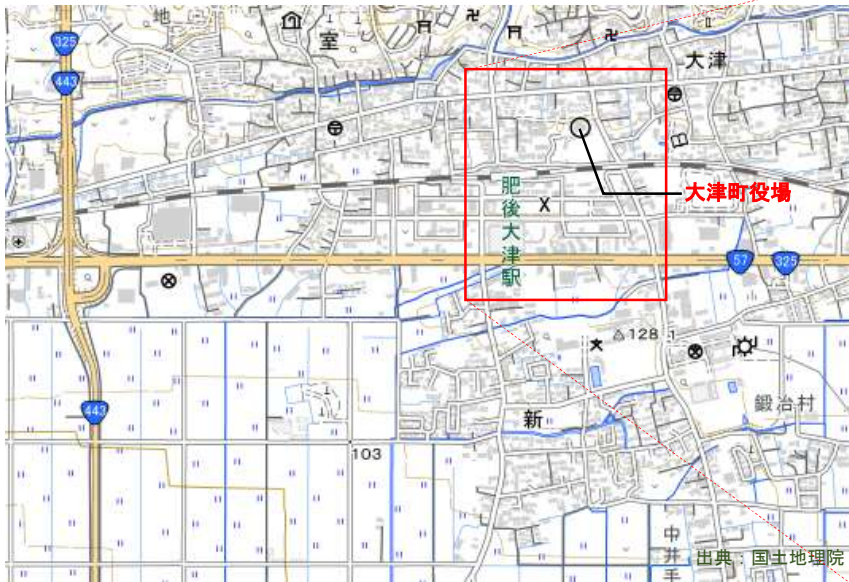 325
地
室
443
大津
肥後大津駅
X
大津町役場
57
325
128.1
443
鍛冶村
新
103
中井手
出典：国土地理院